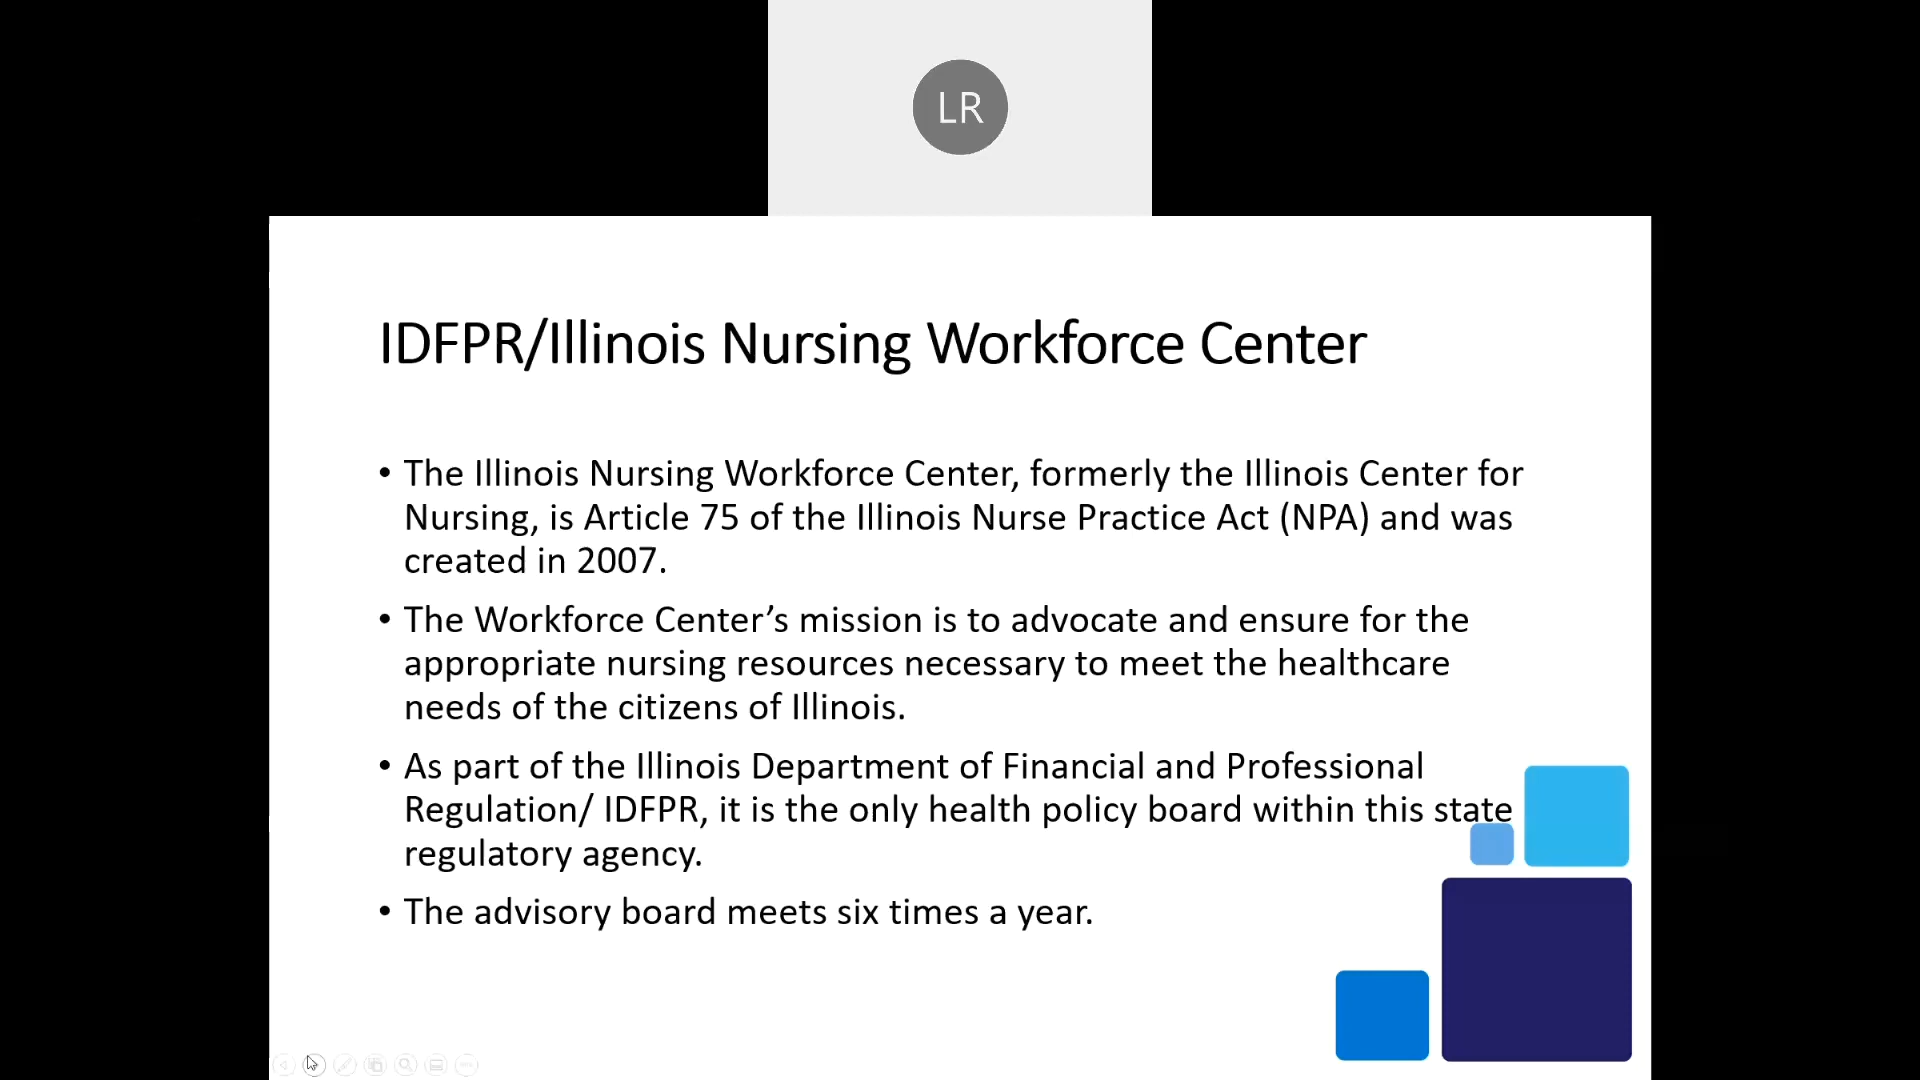 LR
IDFPR/Illinois Nursing Workforce Center
• The Illinois Nursing Workforce Center, formerly the Illinois Center for
Nursing, is Article 75 of the Illinois Nurse Practice Act (NPA) and was
created in 2007.
• The Workforce Center’s mission is to advocate and ensure for the
appropriate nursing resources necessary to meet the healthcare
needs of the citizens of Illinois.
• As part of the Illinois Department of Financial and Professional
Regulation/ IDFPR, it is the only health policy board within this state
regulatory agency.
• The advisory board meets six times a year.